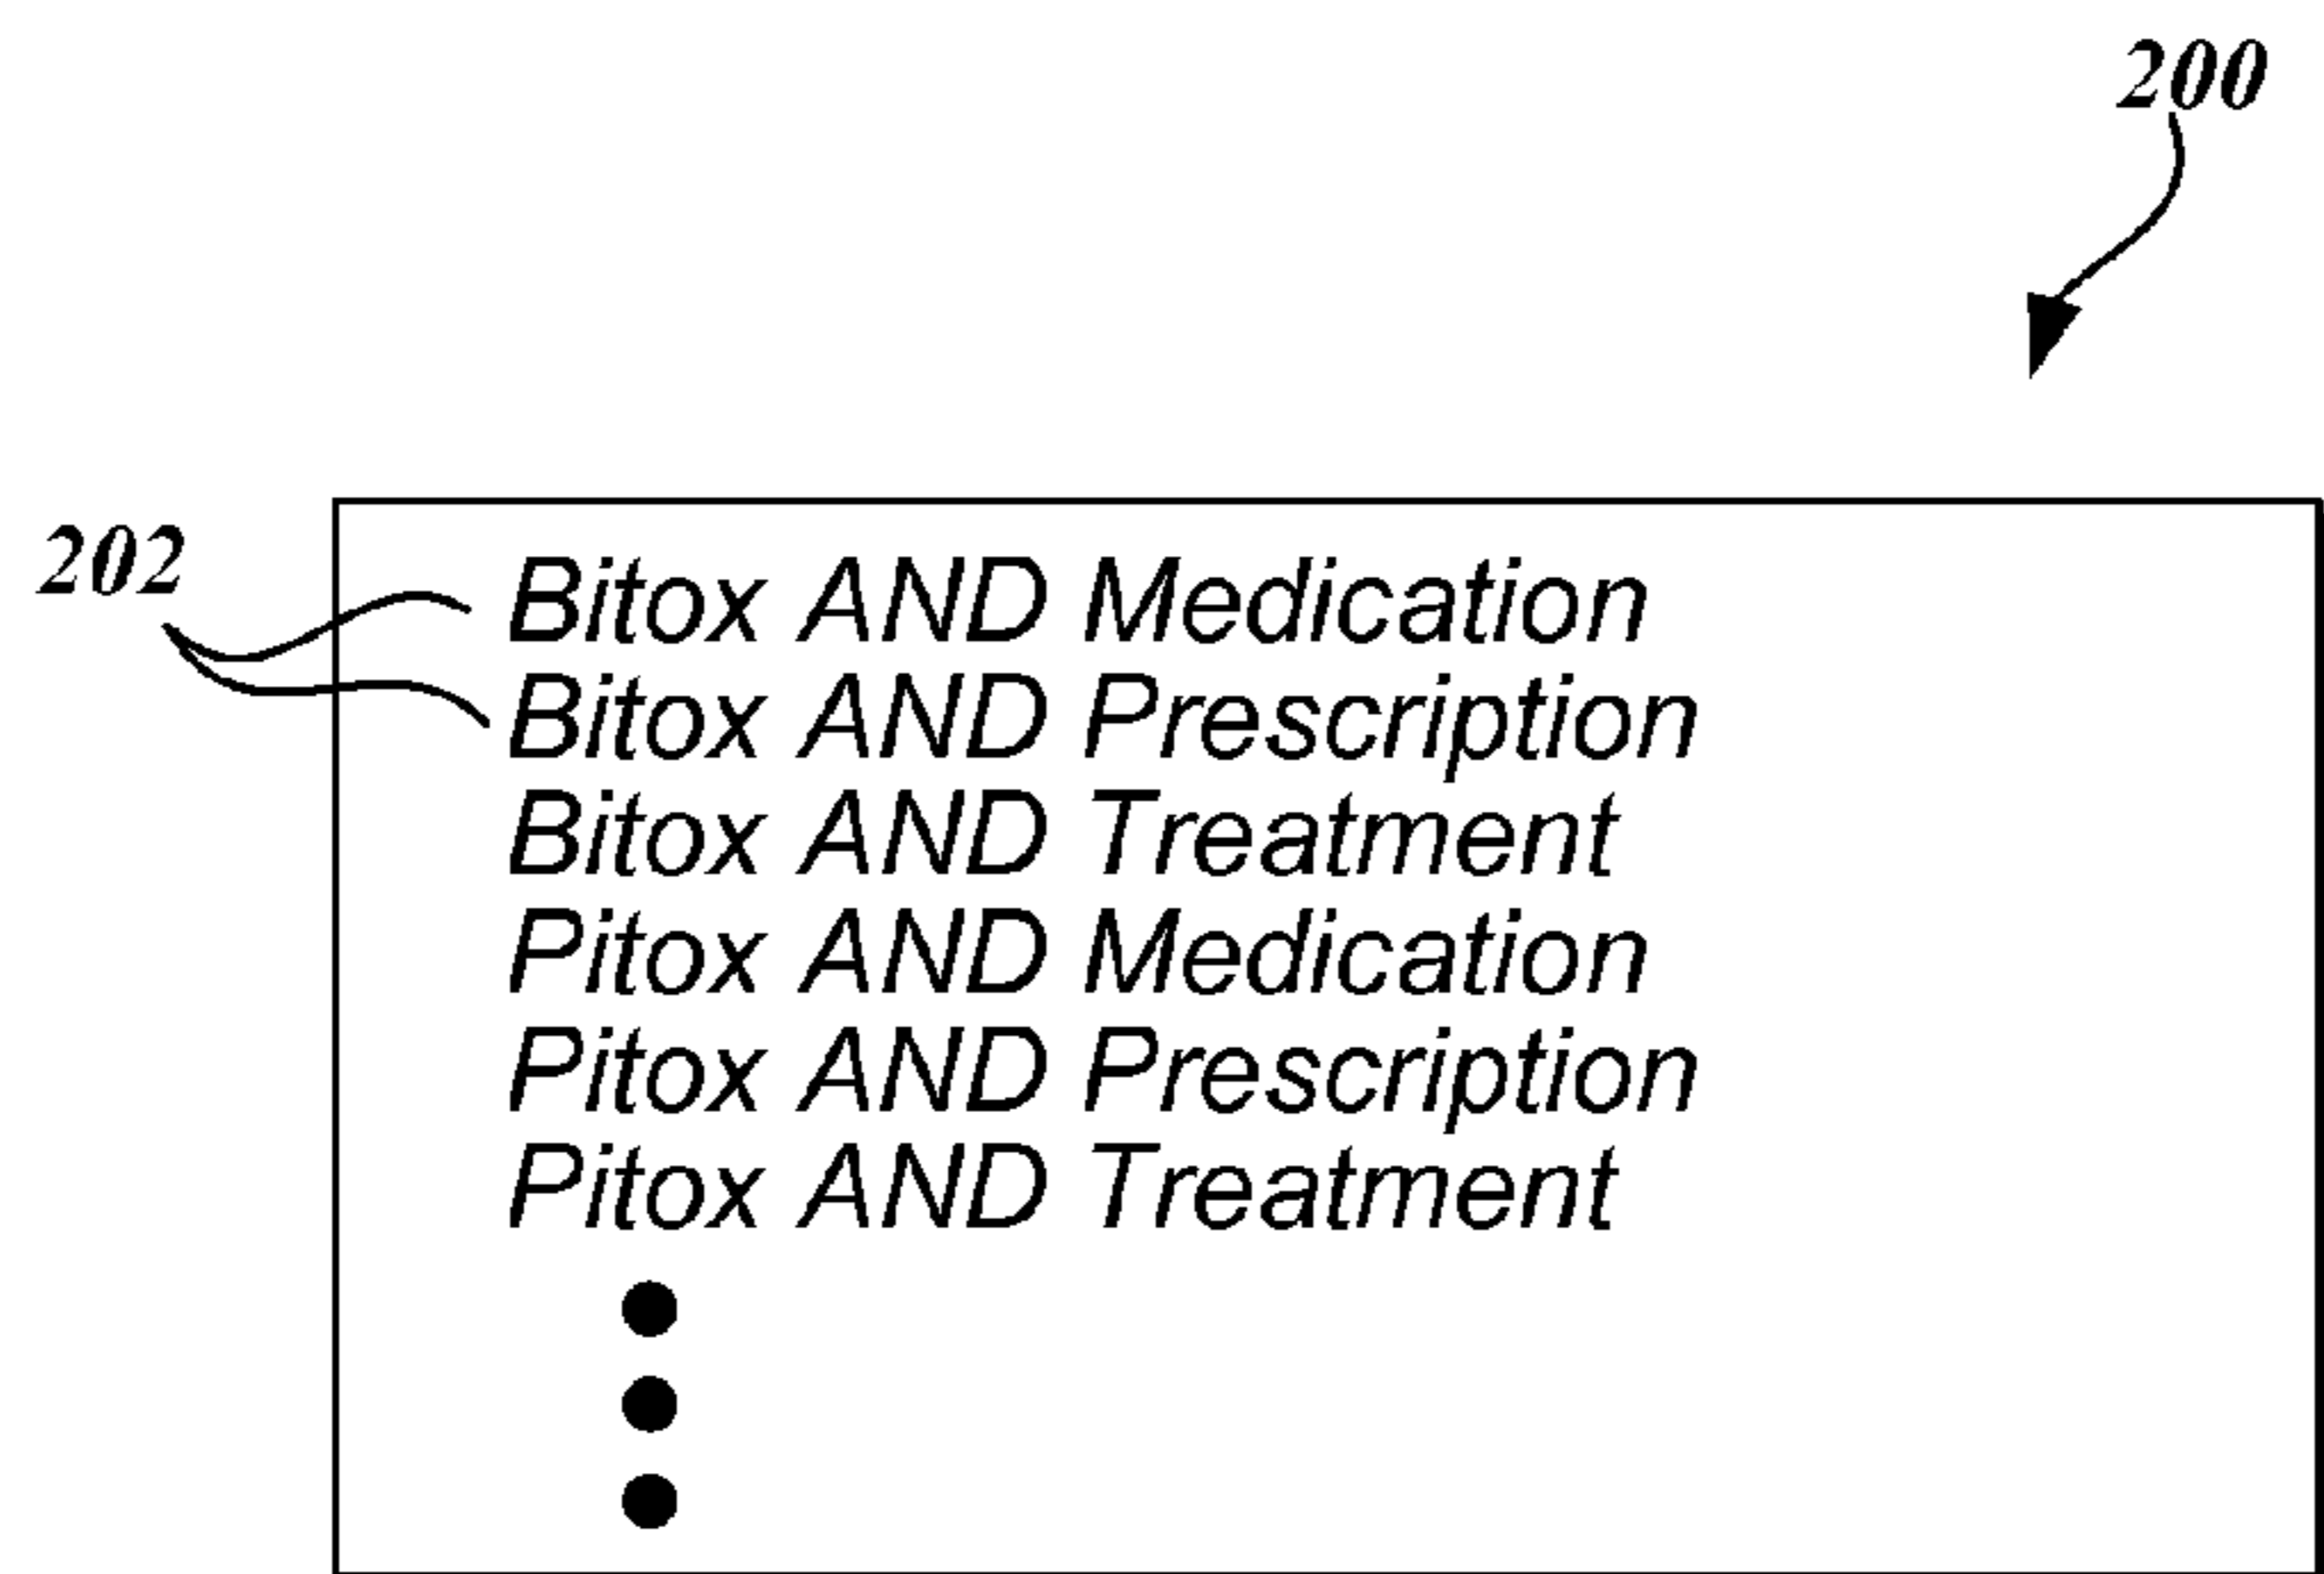 200
202
Bitox AND Medication
Bitox AND Prescription
Bitox AND Treatment
Pitox AND Medication
Pitox AND Prescription
Pitox AND Treatment